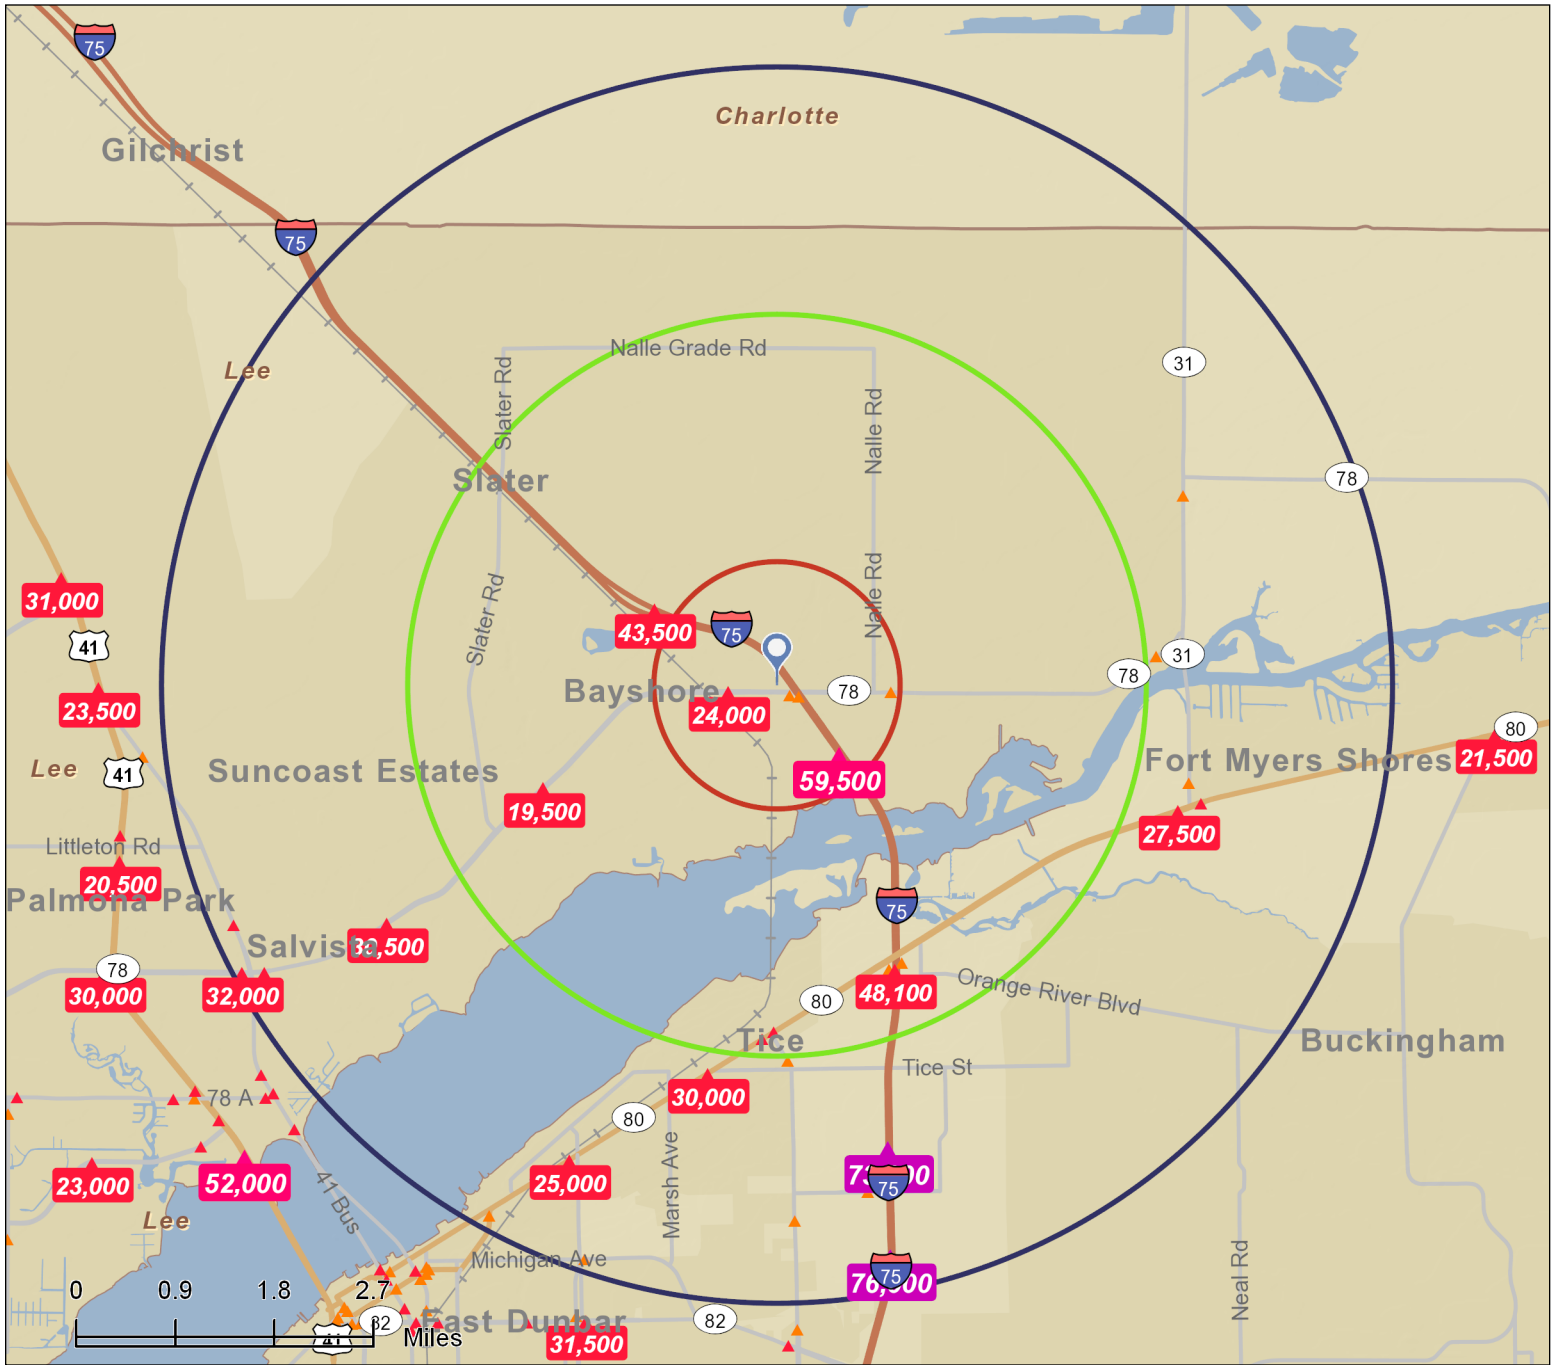 75
Charlotte
Gilchrist
75
Nalle Grade Rd
31
Lee
Slater Rd
Nalle Rd
Slater
78
31,000
Nalle Rd
43,500
75
Slater Rd
41
31
78
Bayshore
78
23,500
24,000
80
Lee
41
Suncoast Estates
59,500
Fort Myers Shores
21,500
19,500
27,500
Littleton Rd
20,500
Palmona Park
75
Salvista
78
30,000
32,000
48,100
Orange River Blvd
80
Tice
Buckingham
Tice St
78 A
30,000
80
23,000
52,000
25,000
Marsh Ave
75
41 Bus
Lee
Michigan Ave
75
Neal Rd
0 0.9 1.8 2.7
Miles
82
East Dunbar
82
41
31,500